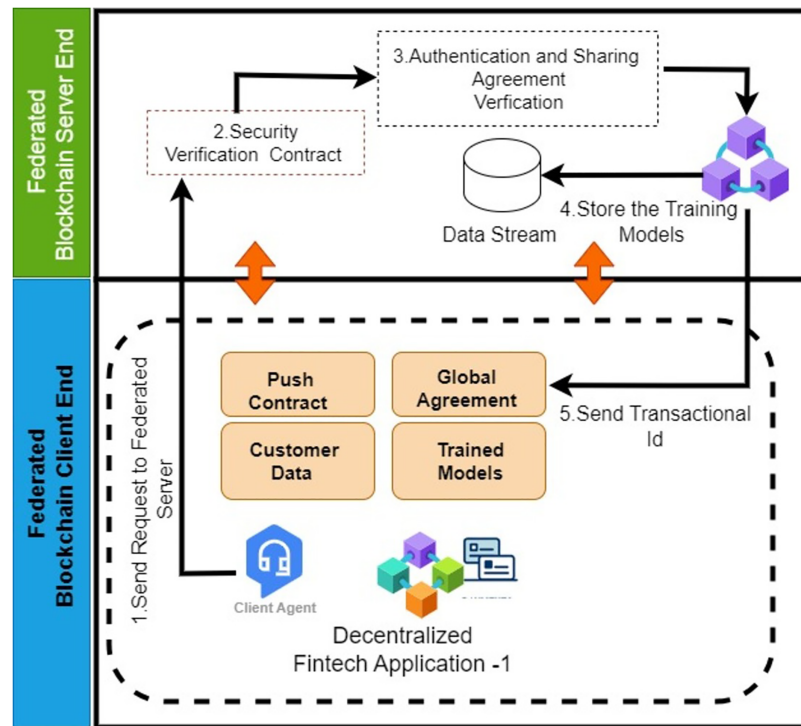 Federated
Blockchain Server End
3.Authentication and Sharing
Agreement
Verfication
2.Security
Verification  Contract
Data Stream
4.Store the Training
Models
Federated
Blockchain Client End
1.Send Request to Federated
Server
Push
Contract
Global
Agreement
Customer
Data
Trained
Models
5.Send Transactional
Id
Client Agent
Decentralized
Fintech Application -1